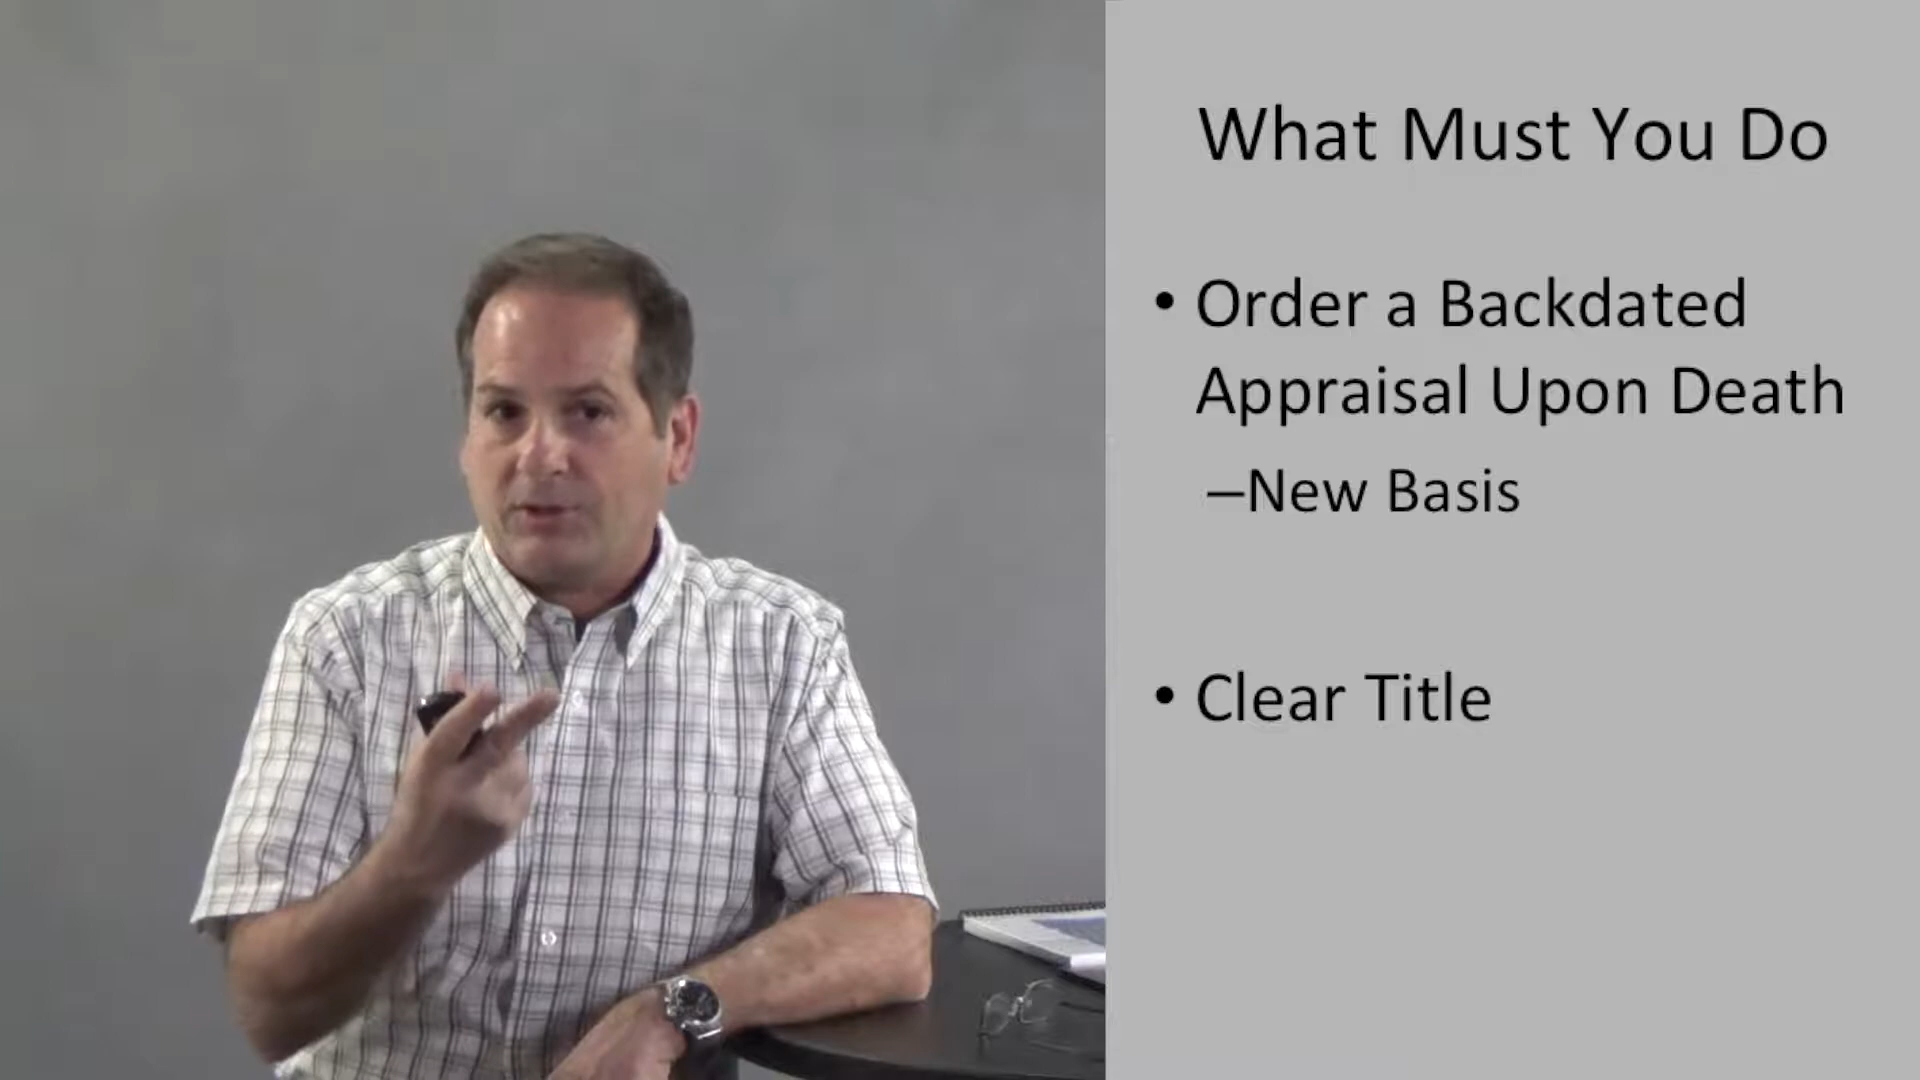 What Must You Do
• Order a Backdated
Appraisal Upon Death
–New Basis
• Clear Title